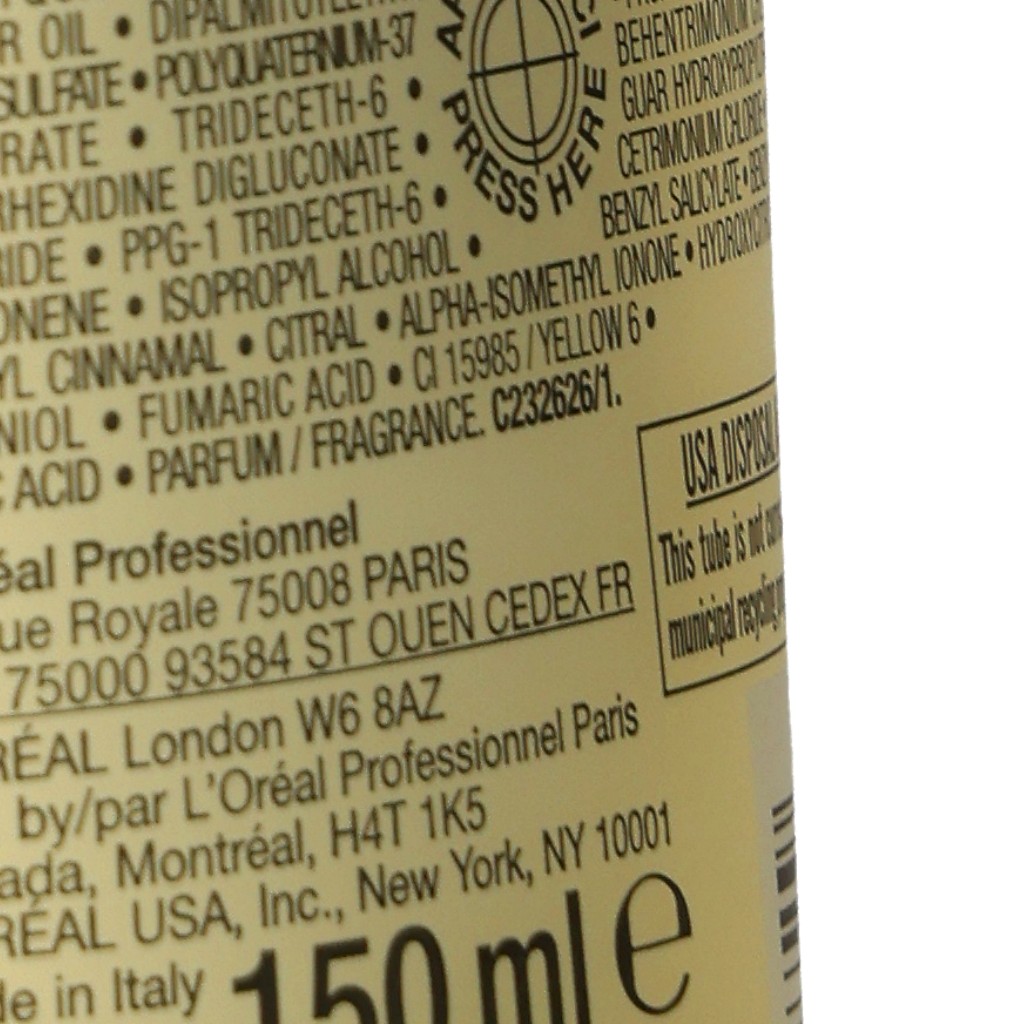 R OIL •
SULFATE • POLYQUATERNIUM-37
RATE • TRIDECETH-6 •
RHEXIDINE DIGLUCONATE •
RIDE • PPG-1 TRIDECETH-6 •
ONENE • ISOPROPYL ALCOHOL •
YL CINNAMAL • CITRAL • ALPHA-ISOMETHYL IONONE •
NIOL • FUMARIC ACID • CI 15985 / YELLOW 6 •
C ACID • PARFUM / FRAGRANCE. C232626/1.
PRESS HERE
BEHENTRIMONIUM
GUAR
CETRIMONIUM CHLORIDE
BENZYL SALICYLATE •
éal Professionnel
ue Royale 75008 PARIS
75000 93584 ST OUEN CEDEX FR
RÉAL London W6 8AZ
by/par L'Oréal Professionnel Paris
ada, Montréal, H4T 1K5
RÉAL USA, Inc., New York, NY 10001
de in Italy
150 ml e
USA DISPOSAL
This tube is not
municipal recycling